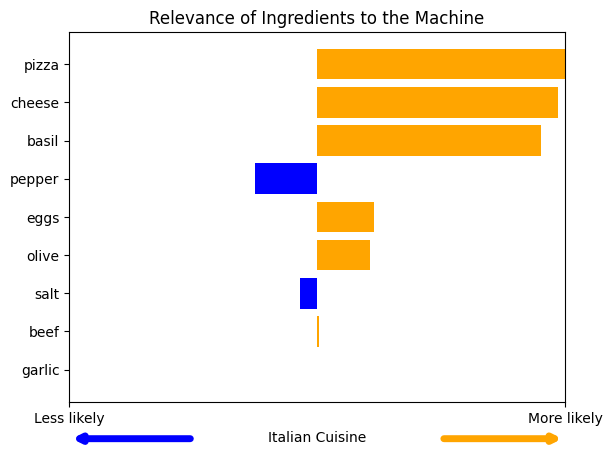 Relevance of Ingredients to the Machine
pizza
cheese
basil
pepper
eggs
olive
salt
beef
garlic
Less likely
More likely
Italian Cuisine